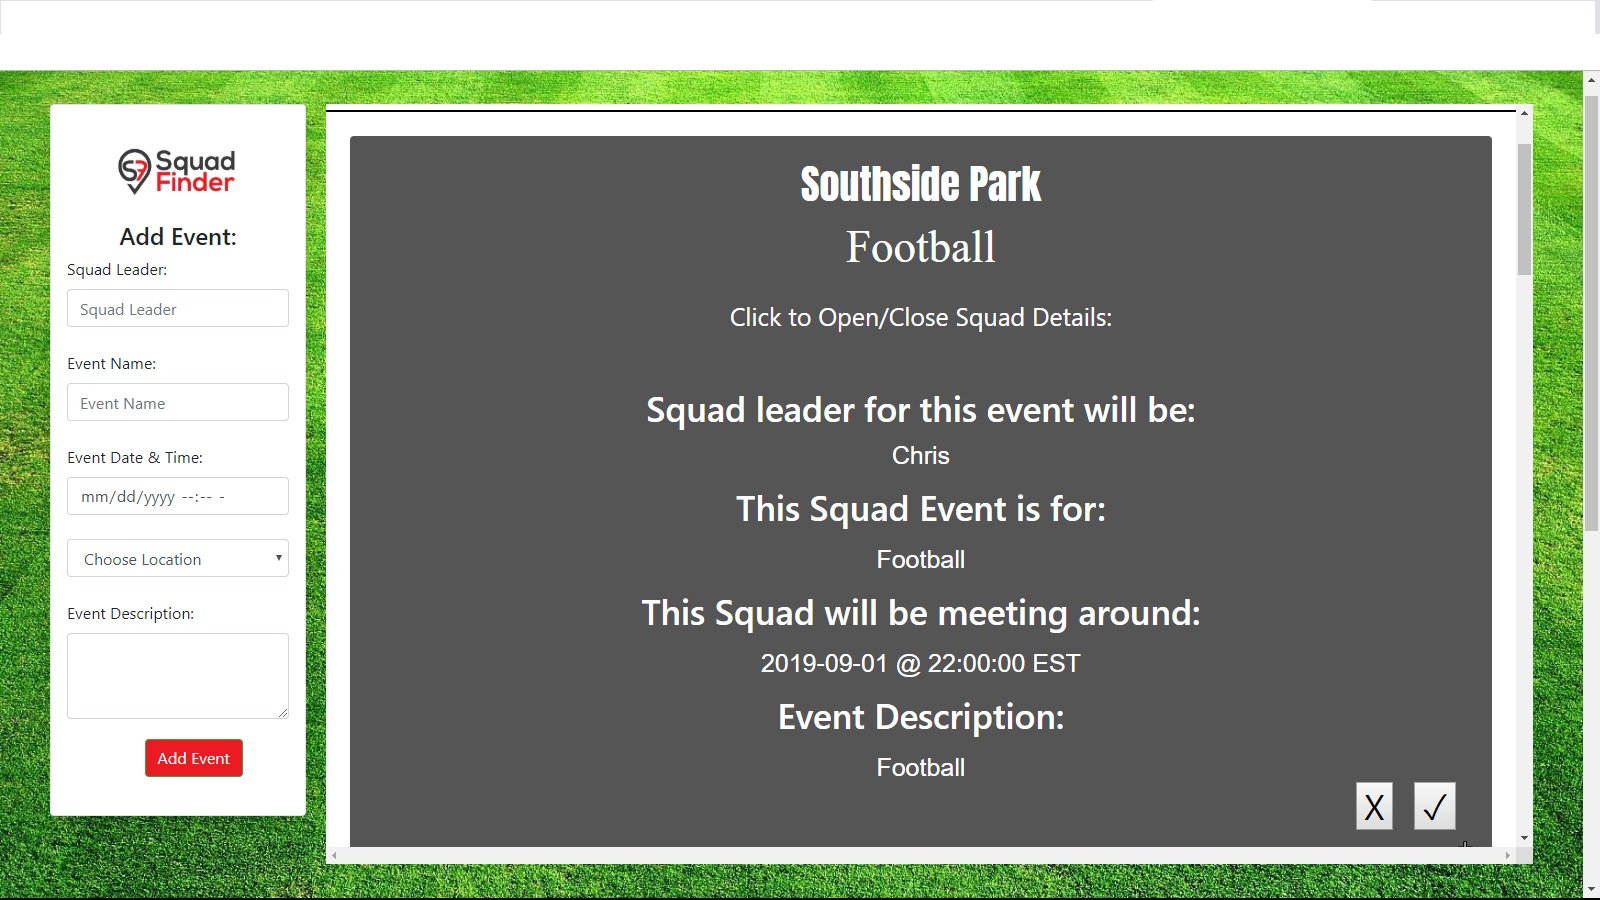 Squad
Finder
Add Event:
Squad Leader:
Squad Leader
Event Name:
Event Name
Event Date & Time:
mm/dd/yyyy --:-- -
Choose Location
Event Description:
Add Event
Southside Park
Football
Click to Open/Close Squad Details:
Squad leader for this event will be:
Chris
This Squad Event is for:
Football
This Squad will be meeting around:
2019-09-01 @ 22:00:00 EST
Event Description:
Football
X ✓